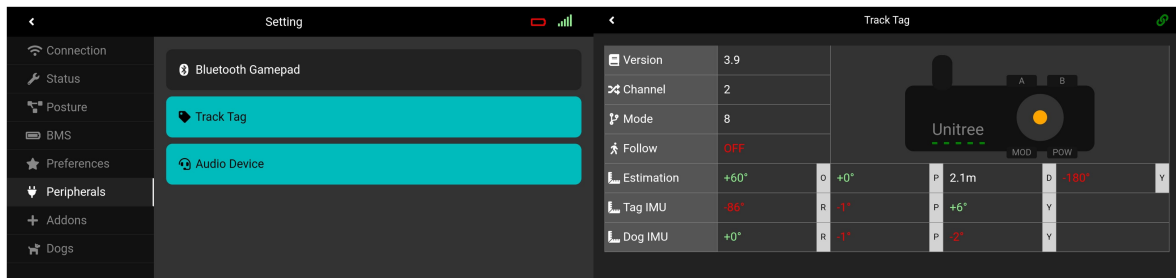 Setting
Connection
Status
Posture
BMS
Preferences
Peripherals
Addons
Dogs
Bluetooth Gamepad
Track Tag
Audio Device
Track Tag
Version 3.9
Channel 2
Mode 8
Follow OFF
Estimation +60° O +0° P 2.1m D -180° Y
Tag IMU -86° R -1° P +6° Y
Dog IMU +0° R -1° P -2° Y
A B
Unitree
MOD POW